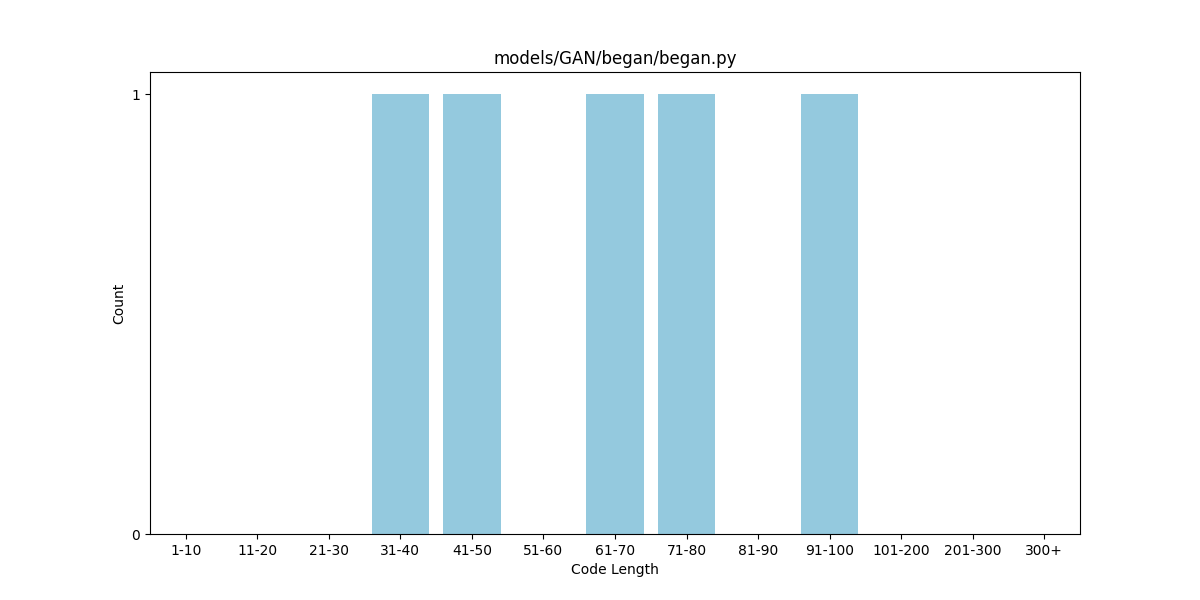 models/GAN/began/began.py
Count
1
0
1-10 11-20 21-30 31-40 41-50 51-60 61-70 71-80 81-90 91-100 101-200 201-300 300+
Code Length